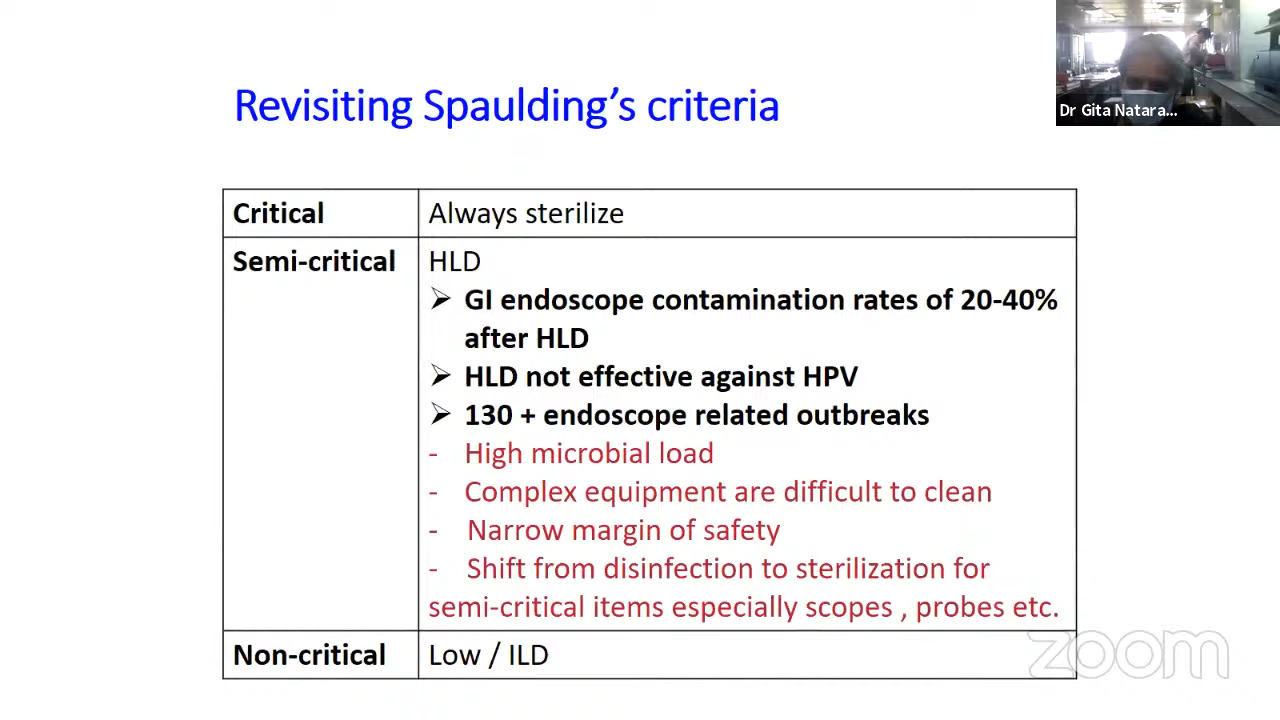 Revisiting Spaulding's criteria
Dr Gita Natara...
Critical Always sterilize
Semi-critical HLD
➢ GI endoscope contamination rates of 20-40%
after HLD
➢ HLD not effective against HPV
➢ 130 + endoscope related outbreaks
- High microbial load
- Complex equipment are difficult to clean
- Narrow margin of safety
- Shift from disinfection to sterilization for
semi-critical items especially scopes , probes etc.
Non-critical Low / ILD
zoom